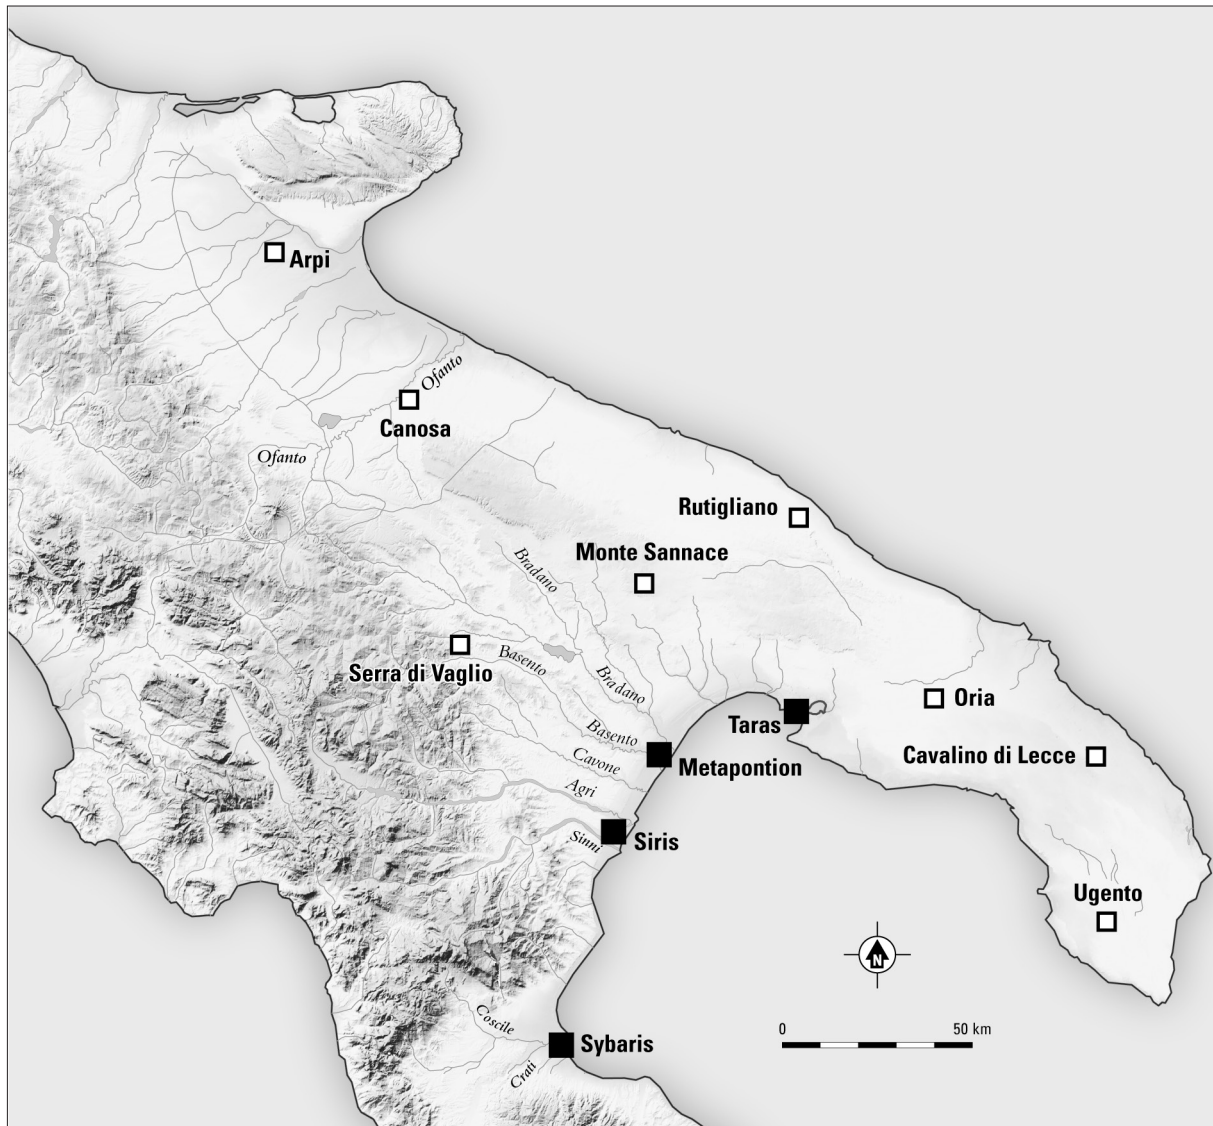 Arpi
Ofanto
Canosa
Ofanto
Rutigliano
Monte Sannace
Bradano
Serra di Vaglio
Basento
Bradano
Oria
Taras
Basento
Cavalino di Lecce
Cavone
Metapontion
Agri
Sinni
Siris
Ugento
N
Coscile
0 50 km
Sybaris
Crati